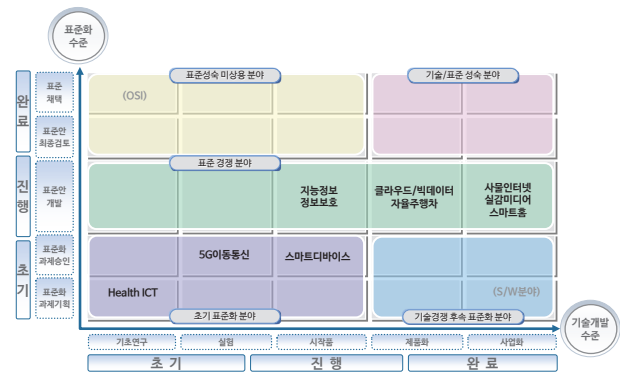 표준화
수준
표준성숙 미상용 분야
기술/표준 성숙 분야
완
료
표준
채택
(OSI)
표준안
최종검토
표준 경쟁 분야
진
행
표준안
개발
지능정보
정보보호
클라우드/빅데이터
자율주행차
사물인터넷
실감미디어
스마트홈
초
기
표준화
과제승인
5G이동통신
스마트디바이스
표준화
과제기획
Health ICT
(S/W분야)
초기 표준화 분야
기술경쟁 후속 표준화 분야
기술개발
수준
기초연구
실험
시작품
제품화
사업화
초 기
진 행
완 료